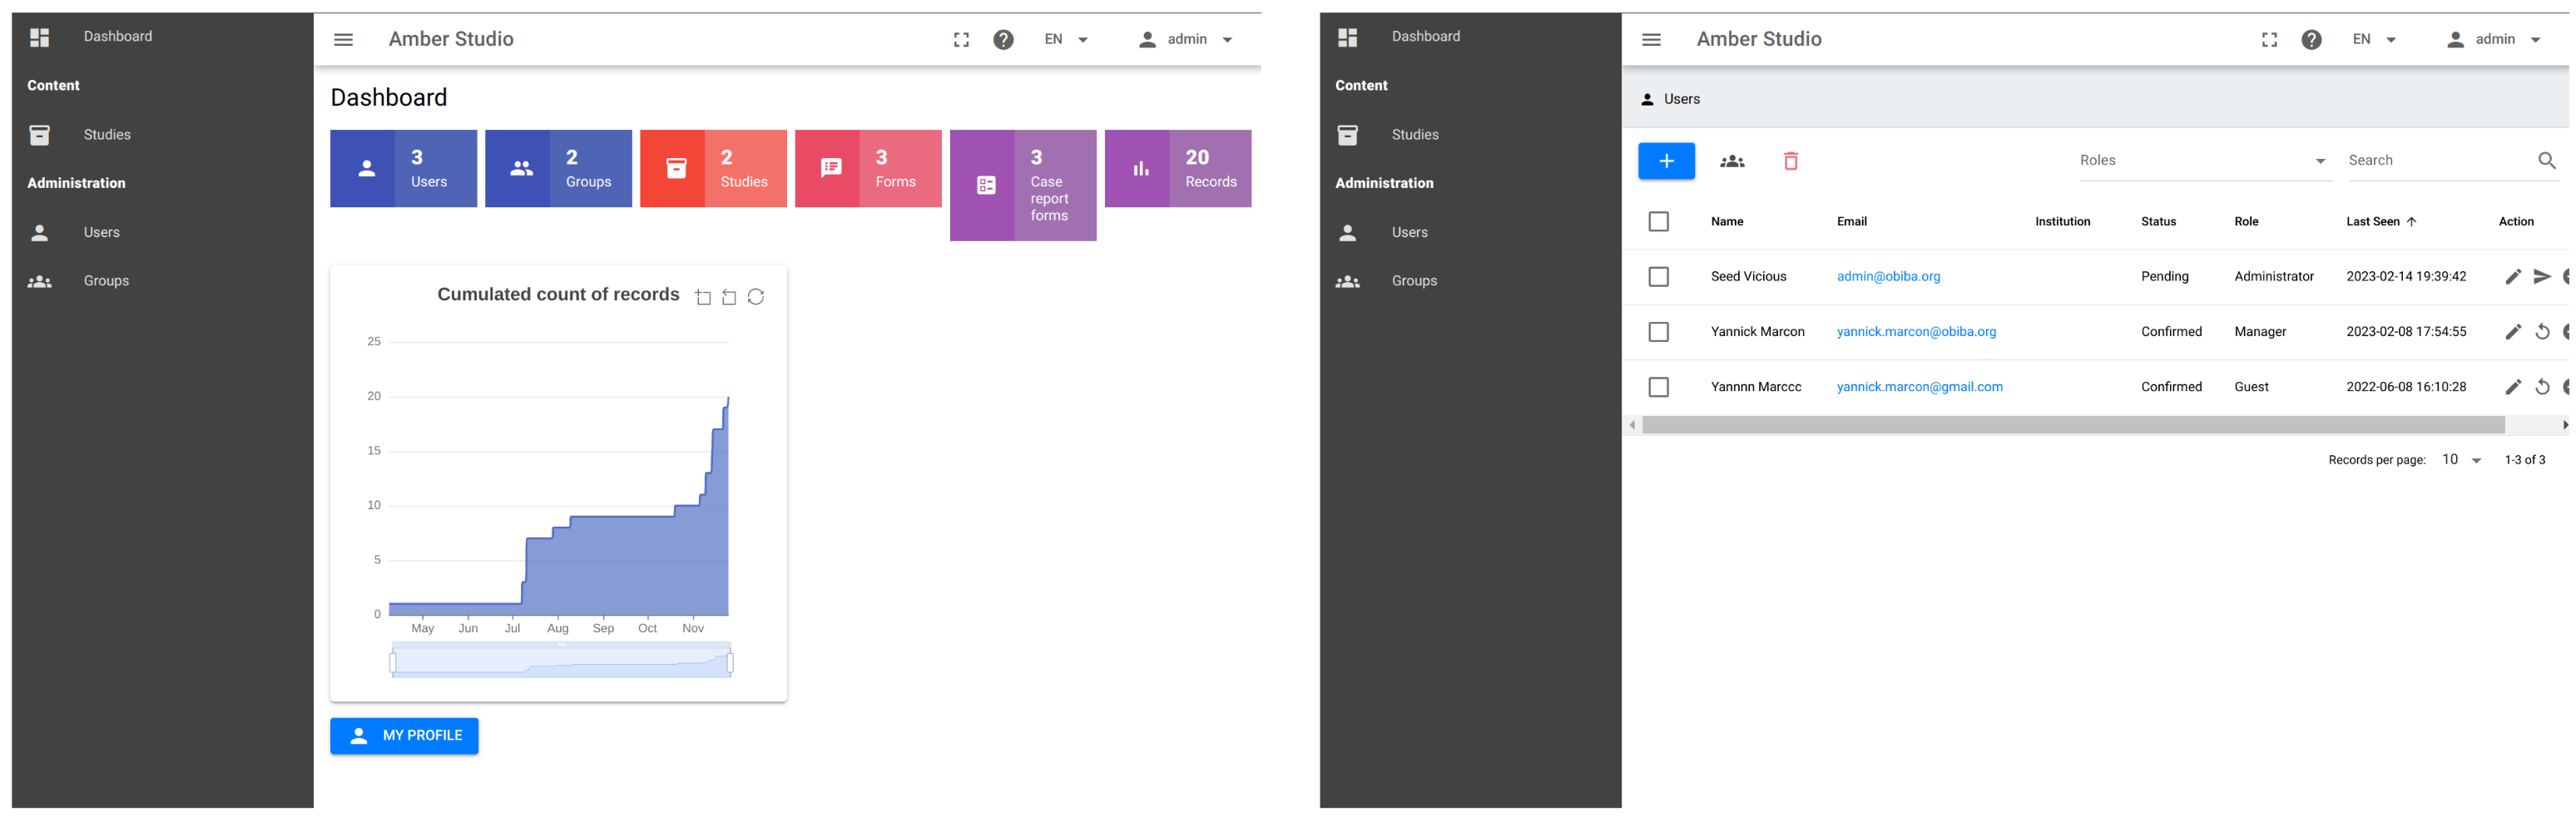 Dashboard
Content
Studies
Administration
Users
Groups
Amber Studio
EN
admin
Dashboard
3
Users
2
Groups
2
Studies
3
Forms
3
Case
report
forms
20
Records
Cumulated count of records
25
20
15
10
5
0
May Jun Jul Aug Sep Oct Nov
MY PROFILE
Dashboard
Content
Studies
Administration
Users
Groups
Amber Studio
EN
admin
Users
Roles
Search
Name Email Institution Status Role Last Seen Action
Seed Vicious admin@obiba.org Pending Administrator 2023-02-14 19:39:42
Yannick Marcon yannick.marcon@obiba.org Confirmed Manager 2023-02-08 17:54:55
Yannnn Marccc yannick.marcon@gmail.com Confirmed Guest 2022-06-08 16:10:28
Records per page: 10 1-3 of 3